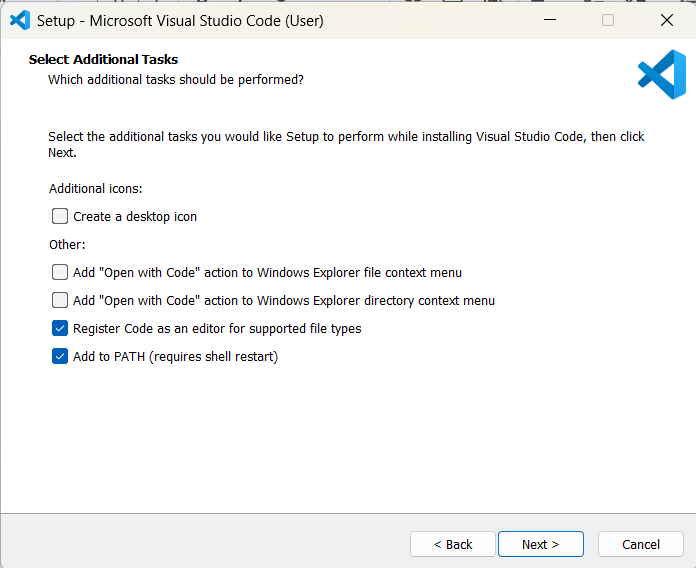 Setup - Microsoft Visual Studio Code (User)
Select Additional Tasks
Which additional tasks should be performed?
Select the additional tasks you would like Setup to perform while installing Visual Studio Code, then click
Next.
Additional icons:
Create a desktop icon
Other:
Add "Open with Code" action to Windows Explorer file context menu
Add "Open with Code" action to Windows Explorer directory context menu
Register Code as an editor for supported file types
Add to PATH (requires shell restart)
< Back Next > Cancel